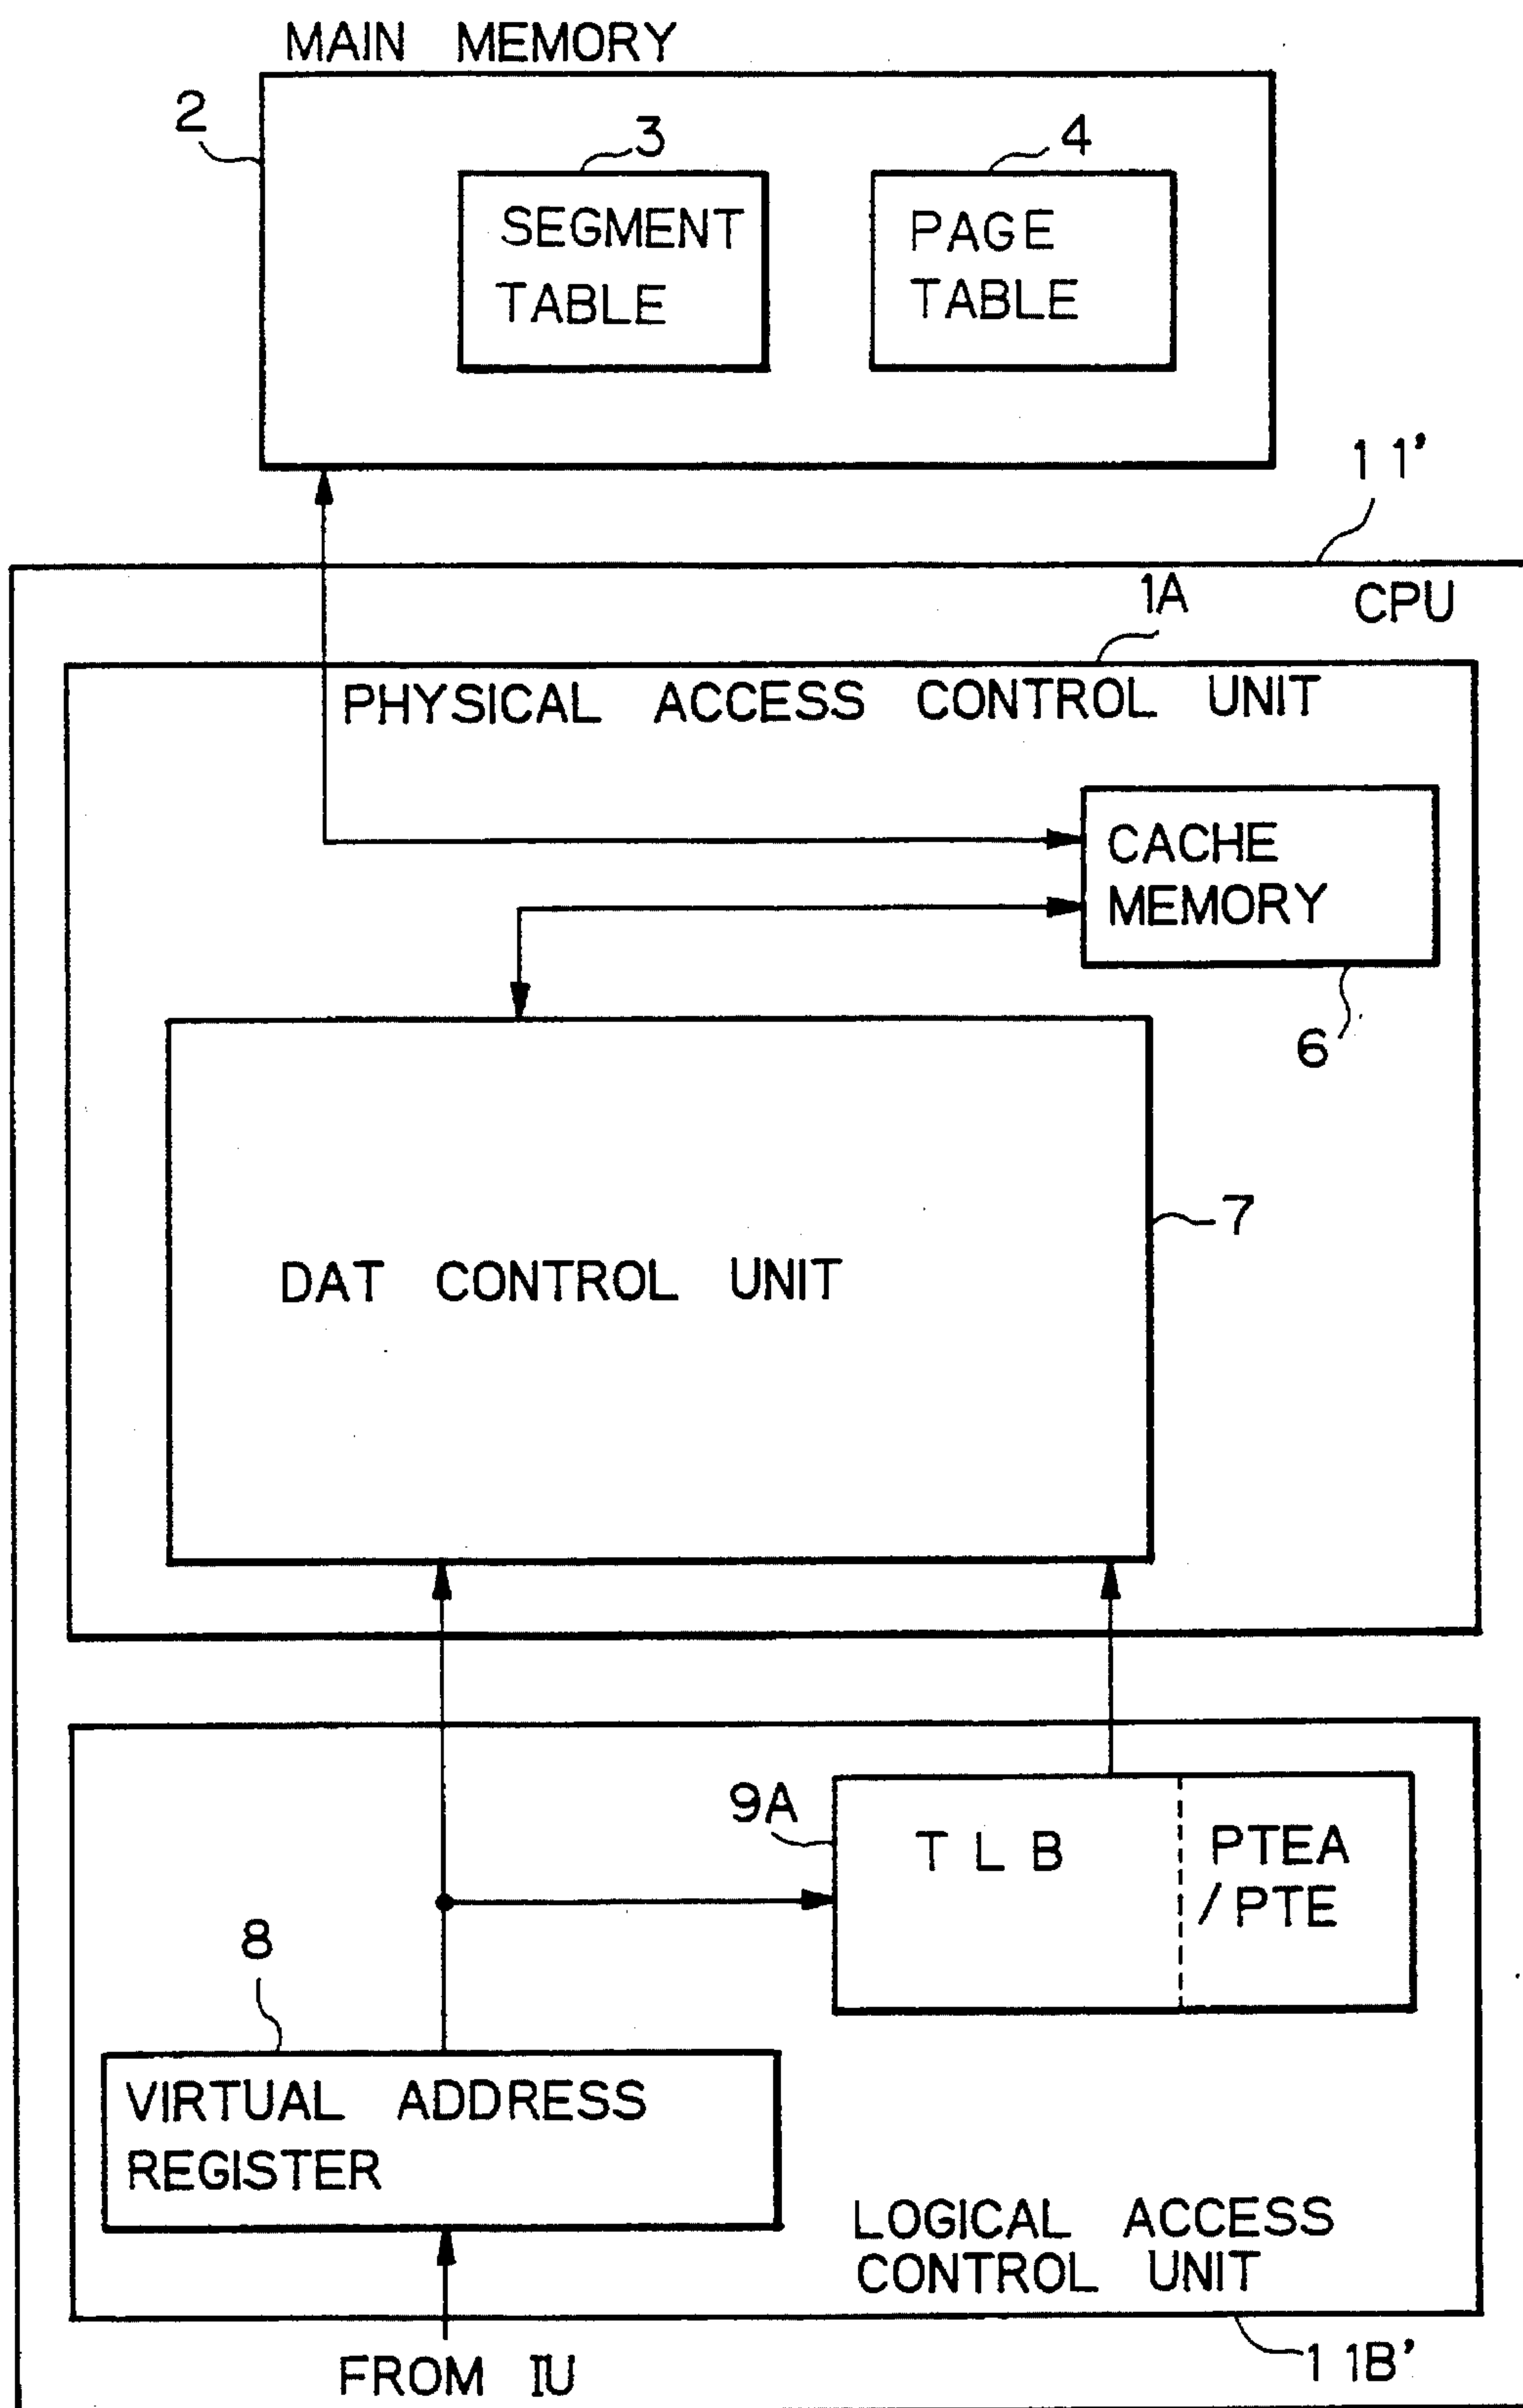 MAIN MEMORY
2
3
4
SEGMENT
TABLE
PAGE
TABLE
11'
1A
CPU
PHYSICAL ACCESS CONTROL UNIT
CACHE
MEMORY
6
7
DAT CONTROL UNIT
9A
TLB
PTEA
/PTE
8
VIRTUAL ADDRESS
REGISTER
LOGICAL ACCESS
CONTROL UNIT
11B'
FROM IU